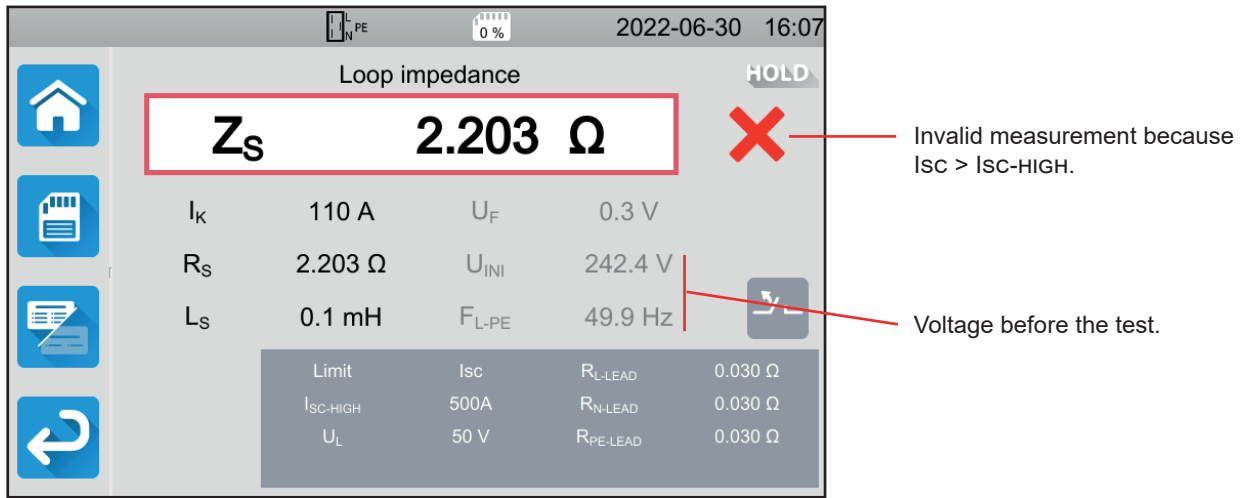 L N PE 0 % 2022-06-30 16:07
Loop impedance HOLD
ZS 2.203 Ω
Invalid measurement because
ISC > ISC-HIGH.
IK 110 A UF 0.3 V
RS 2.203 Ω UINI 242.4 V
LS 0.1 mH FL-PE 49.9 Hz
Voltage before the test.
Limit Isc RL-LEAD 0.030 Ω
ISC-HIGH 500A RN-LEAD 0.030 Ω
UL 50 V RPE-LEAD 0.030 Ω